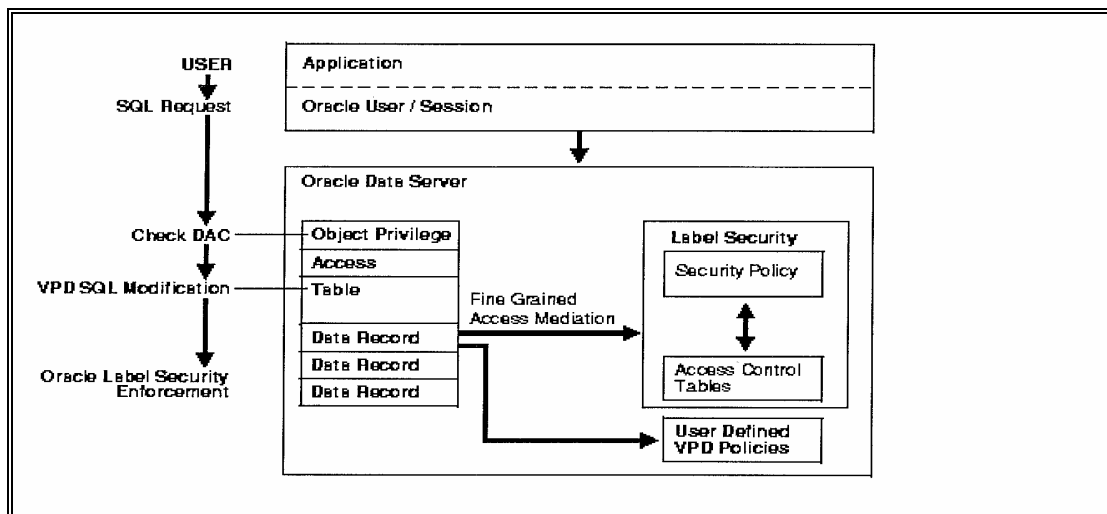 USER
SQL Request
Check DAC
VPD SQL Modification
Oracle Label Security
Enforcement
Application
Oracle User / Session
Oracle Data Server
Object Privilege
Access
Table
Data Record
Data Record
Data Record
Fine Grained
Access Mediation
Label Security
Security Policy
Access Control
Tables
User Defined
VPD Policies